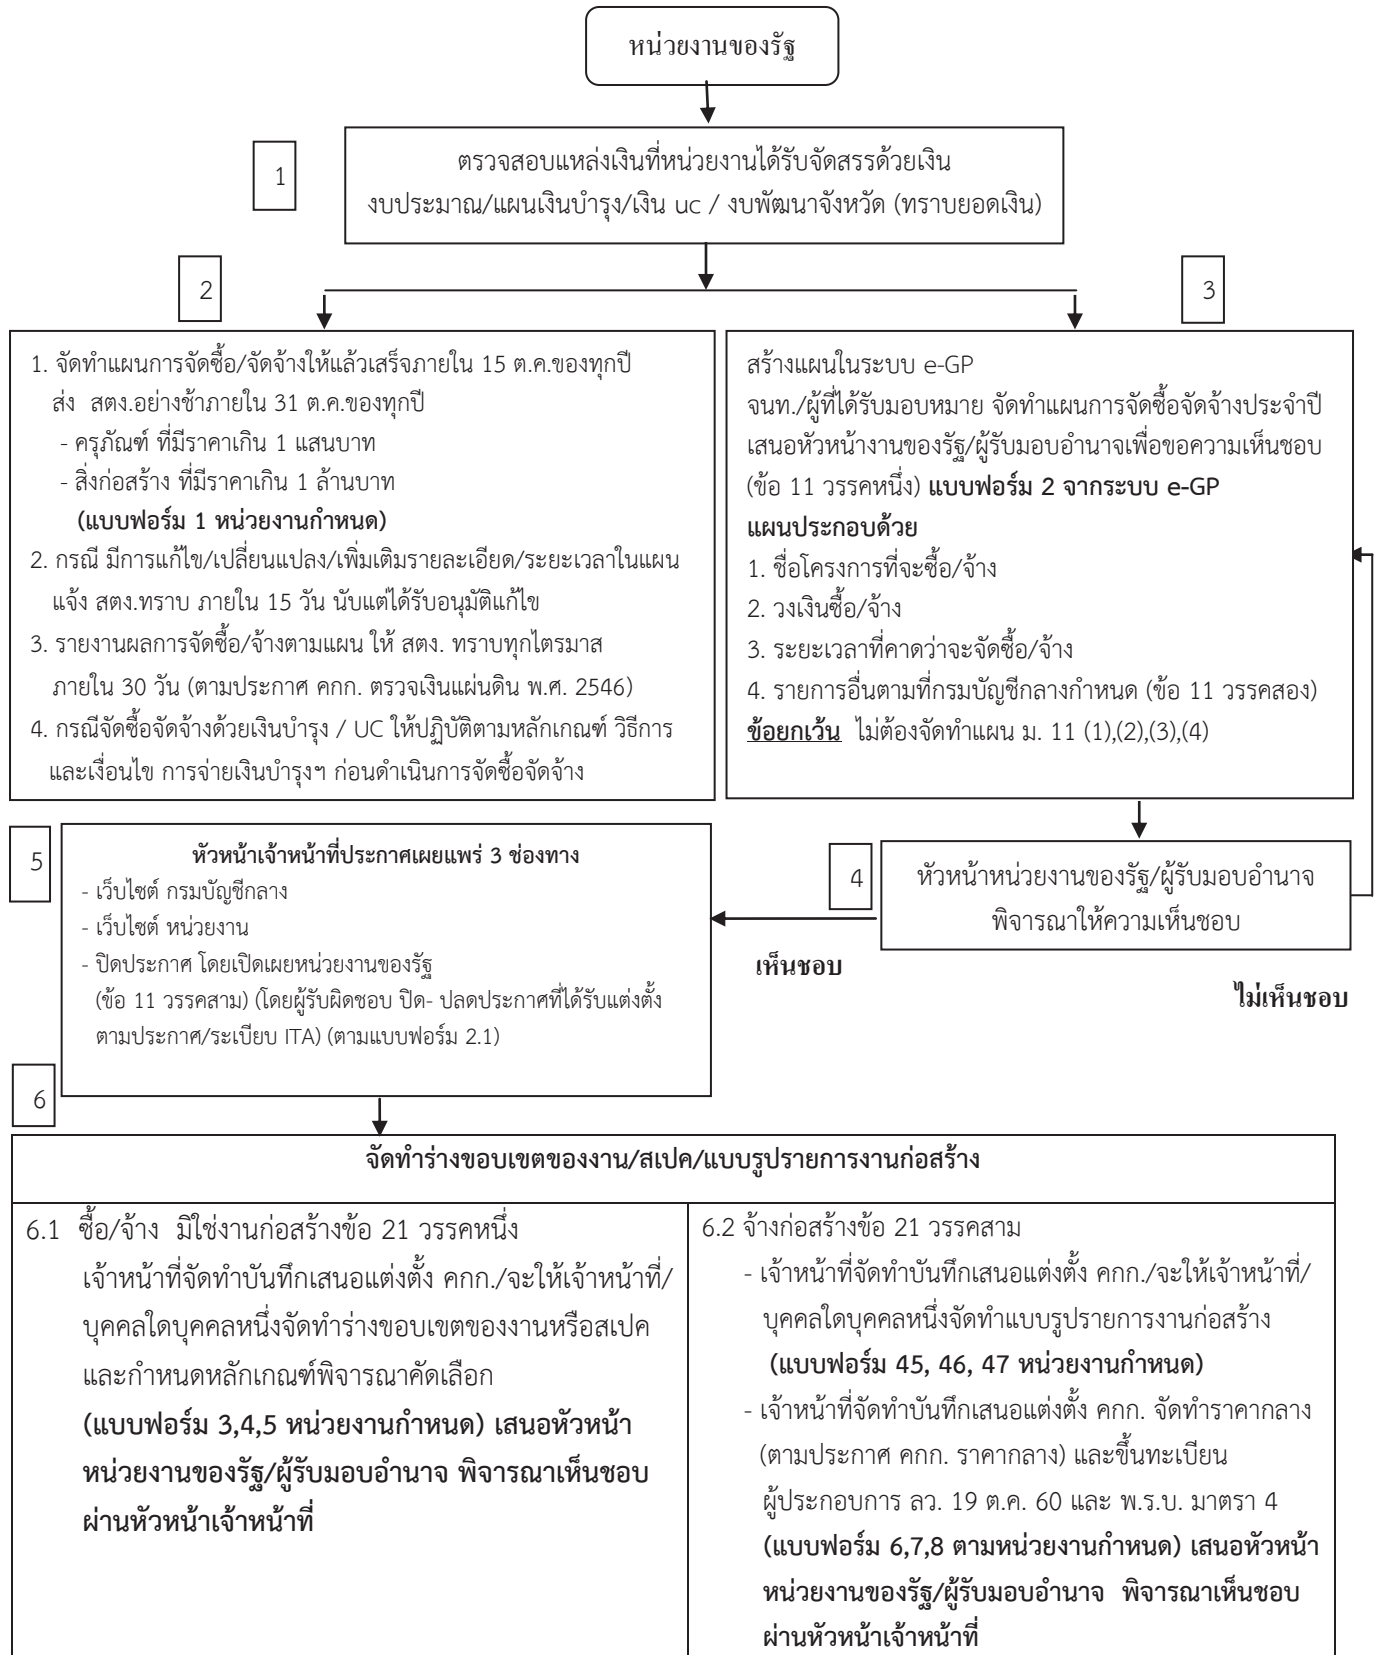 หน่วยงานของรัฐ
1
ตรวจสอบแหล่งเงินที่หน่วยงานได้รับจัดสรรด้วยเงิน
งบประมาณ/แผนเงินบำรุง/เงิน uc / งบพัฒนาจังหวัด (ทราบยอดเงิน)
2
1. จัดทำแผนการจัดซื้อ/จัดจ้างให้แล้วเสร็จภายใน 15 ต.ค.ของทุกปี
ส่ง สตง.อย่างช้าภายใน 31 ต.ค.ของทุกปี
- ครุภัณฑ์ ที่มีราคาเกิน 1 แสนบาท
- สิ่งก่อสร้าง ที่มีราคาเกิน 1 ล้านบาท
(แบบฟอร์ม 1 หน่วยงานกำหนด)
2. กรณี มีการแก้ไข/เปลี่ยนแปลง/เพิ่มเติมรายละเอียด/ระยะเวลาในแผน
แจ้ง สตง.ทราบ ภายใน 15 วัน นับแต่ได้รับอนุมัติแก้ไข
3. รายงานผลการจัดซื้อ/จ้างตามแผน ให้ สตง. ทราบทุกไตรมาส
ภายใน 30 วัน (ตามประกาศ คกก. ตรวจเงินแผ่นดิน พ.ศ. 2546)
4. กรณีจัดซื้อจัดจ้างด้วยเงินบำรุง / UC ให้ปฏิบัติตามหลักเกณฑ์ วิธีการ
และเงื่อนไข การจ่ายเงินบำรุงฯ ก่อนดำเนินการจัดซื้อจัดจ้าง
3
สร้างแผนในระบบ e-GP
จนท./ผู้ที่ได้รับมอบหมาย จัดทำแผนการจัดซื้อจัดจ้างประจำปี
เสนอหัวหน้างานของรัฐ/ผู้รับมอบอำนาจเพื่อขอความเห็นชอบ
(ข้อ 11 วรรคหนึ่ง) แบบฟอร์ม 2 จากระบบ e-GP
แผนประกอบด้วย
1. ชื่อโครงการที่จะซื้อ/จ้าง
2. วงเงินซื้อ/จ้าง
3. ระยะเวลาที่คาดว่าจะจัดซื้อ/จ้าง
4. รายการอื่นตามที่กรมบัญชีกลางกำหนด (ข้อ 11 วรรคสอง)
ข้อยกเว้น ไม่ต้องจัดทำแผน ม. 11 (1),(2),(3),(4)
4
หัวหน้าหน่วยงานของรัฐ/ผู้รับมอบอำนาจ
พิจารณาให้ความเห็นชอบ
เห็นชอบ
ไม่เห็นชอบ
5
หัวหน้าเจ้าหน้าที่ประกาศเผยแพร่ 3 ช่องทาง
- เว็บไซต์ กรมบัญชีกลาง
- เว็บไซต์ หน่วยงาน
- ปิดประกาศ โดยเปิดเผยหน่วยงานของรัฐ
(ข้อ 11 วรรคสาม) (โดยผู้รับผิดชอบ ปิด- ปลดประกาศที่ได้รับแต่งตั้ง
ตามประกาศ/ระเบียบ ITA) (ตามแบบฟอร์ม 2.1)
6
จัดทำร่างขอบเขตของงาน/สเปค/แบบรูปรายการงานก่อสร้าง
6.1 ซื้อ/จ้าง มิใช่งานก่อสร้างข้อ 21 วรรคหนึ่ง
เจ้าหน้าที่จัดทำบันทึกเสนอแต่งตั้ง คกก./จะให้เจ้าหน้าที่/
บุคคลใดบุคคลหนึ่งจัดทำร่างขอบเขตของงานหรือสเปค
และกำหนดหลักเกณฑ์พิจารณาคัดเลือก
(แบบฟอร์ม 3,4,5 หน่วยงานกำหนด) เสนอหัวหน้า
หน่วยงานของรัฐ/ผู้รับมอบอำนาจ พิจารณาเห็นชอบ
ผ่านหัวหน้าเจ้าหน้าที่
6.2 จ้างก่อสร้างข้อ 21 วรรคสาม
- เจ้าหน้าที่จัดทำบันทึกเสนอแต่งตั้ง คกก./จะให้เจ้าหน้าที่/
บุคคลใดบุคคลหนึ่งจัดทำแบบรูปรายการงานก่อสร้าง
(แบบฟอร์ม 45, 46, 47 หน่วยงานกำหนด)
- เจ้าหน้าที่จัดทำบันทึกเสนอแต่งตั้ง คกก. จัดทำราคากลาง
(ตามประกาศ คกก. ราคากลาง) และขึ้นทะเบียน
ผู้ประกอบการ ลว. 19 ต.ค. 60 และ พ.ร.บ. มาตรา 4
(แบบฟอร์ม 6,7,8 ตามหน่วยงานกำหนด) เสนอหัวหน้า
หน่วยงานของรัฐ/ผู้รับมอบอำนาจ พิจารณาเห็นชอบ
ผ่านหัวหน้าเจ้าหน้าที่